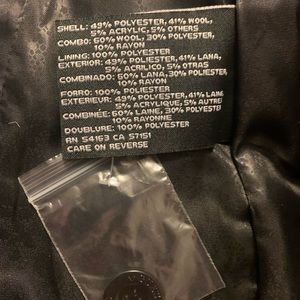 SHELL: 49% POLYESTER, 41% WOOL,
5% ACRYLIC, 5% OTHERS
COMBO: 60% WOOL, 30% POLYESTER,
10% RAYON
LINING: 100% POLYESTER
EXTERIOR: 49% POLIESTER, 41% LANA,
5% ACRILICO, 5% OTRAS
COMBINADO: 60% LANA, 30% POLIESTER
10% RAYON
FORRO: 100% POLIESTER
EXTERIEUR: 49% POLYESTER, 41% LAINE
5% ACRYLIQUE, 5% AUTRE
COMBINÉE: 60% LAINE, 30% POLYESTER
10% RAYONNE
DOUBLURE: 100% POLYESTER
RN 54163 CA 57151
CARE ON REVERSE